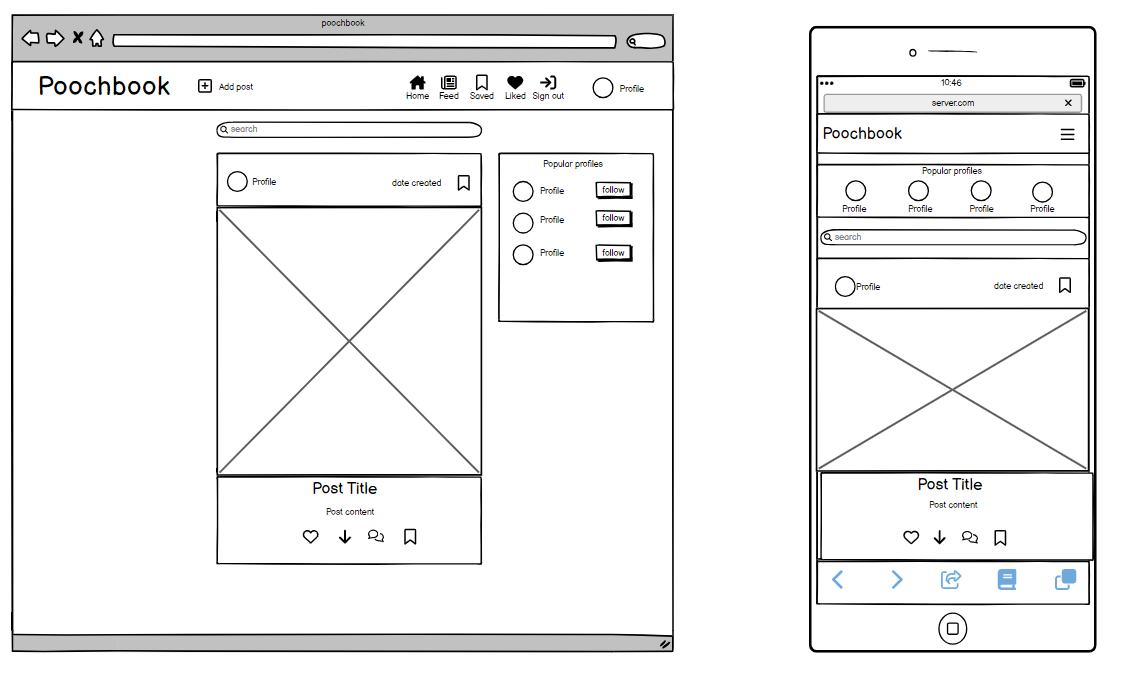 poochbook
Poochbook
Add post
Home
Feed
Saved
Liked
Sign out
Profile
search
Profile
date created
Popular profiles
Profile
follow
Profile
follow
Profile
follow
Post Title
Post content
10:46
server.com
Poochbook
Popular profiles
Profile
Profile
Profile
Profile
search
Profile
date created
Post Title
Post content